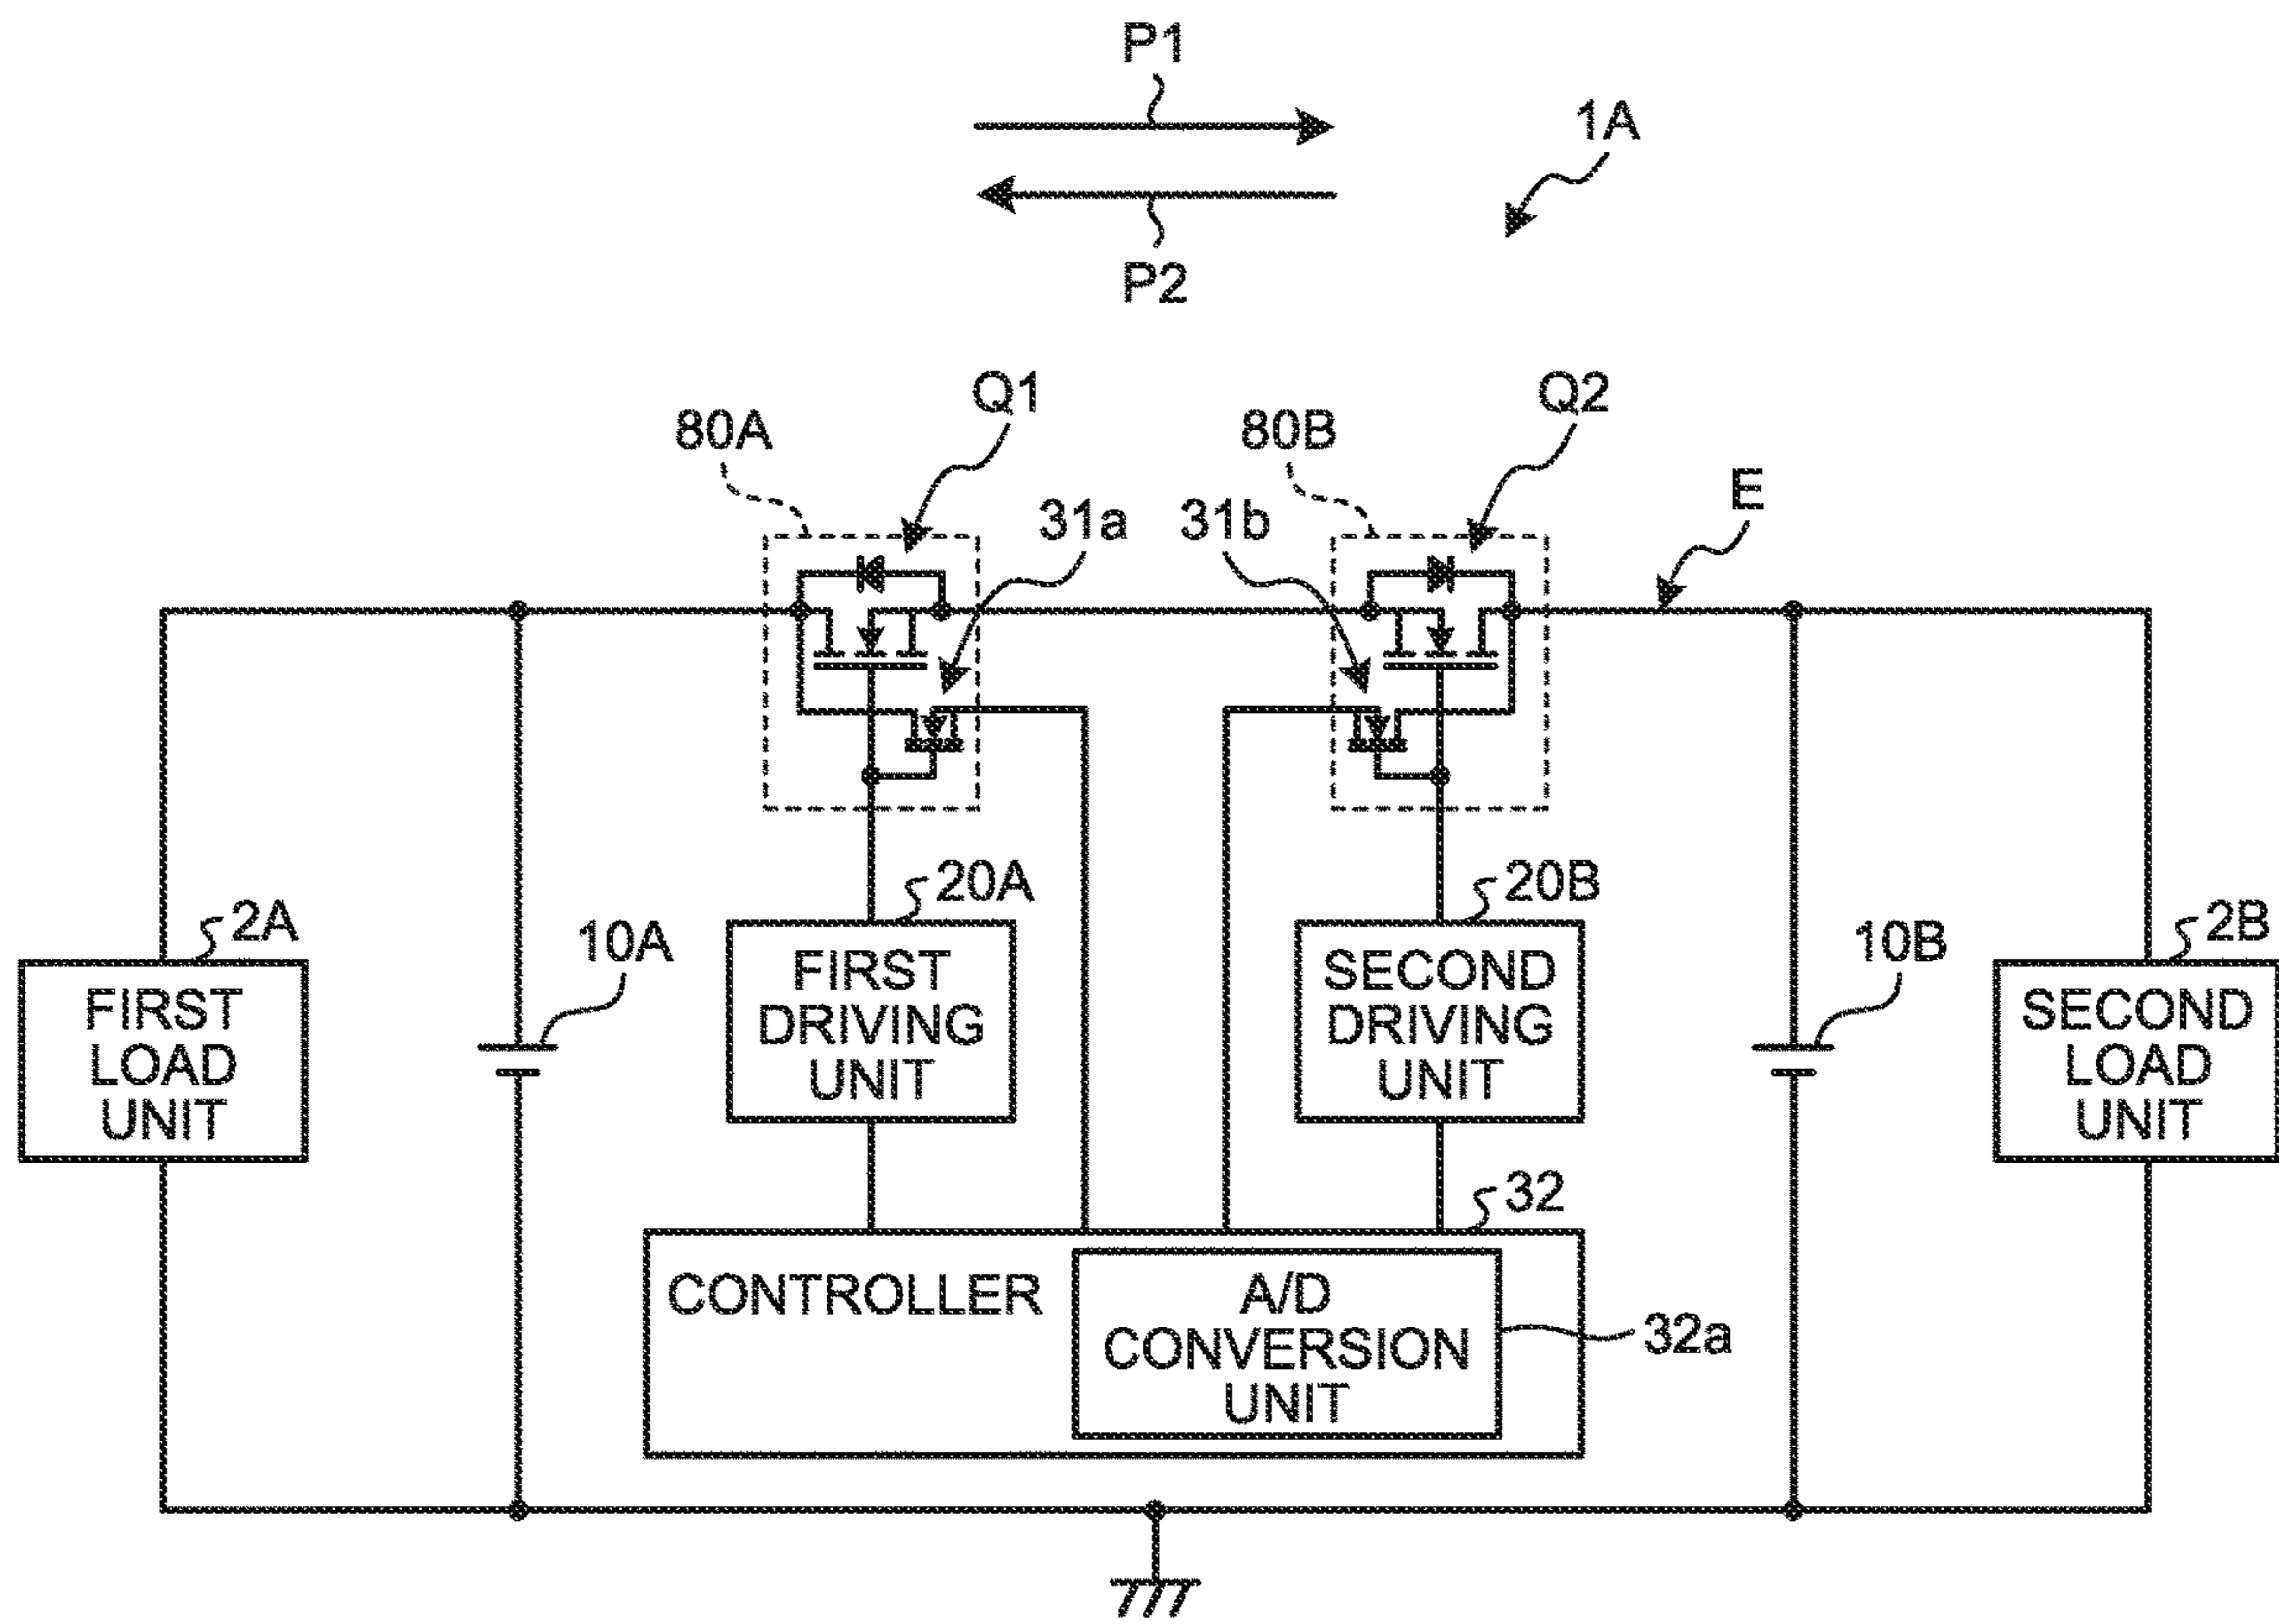 P1
1A
P2
Q1
Q2
80A
80B
E
31a
31b
20A
20B
2A
10A
10B
2B
FIRST
LOAD
UNIT
FIRST
DRIVING
UNIT
SECOND
DRIVING
UNIT
SECOND
LOAD
UNIT
32
CONTROLLER
A/D
CONVERSION
UNIT
32a